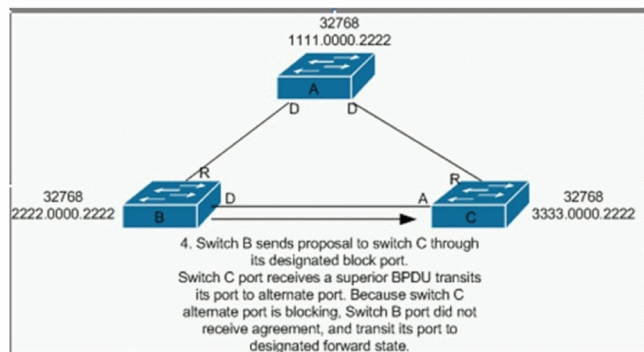 32768
1111.0000.2222
A
D
D
R
R
32768
2222.0000.2222
B
D
A
C
32768
3333.0000.2222
4. Switch B sends proposal to switch C through
its designated block port.
Switch C port receives a superior BPDU transits
its port to alternate port. Because switch C
alternate port is blocking, Switch B port did not
receive agreement, and transit its port to
designated forward state.